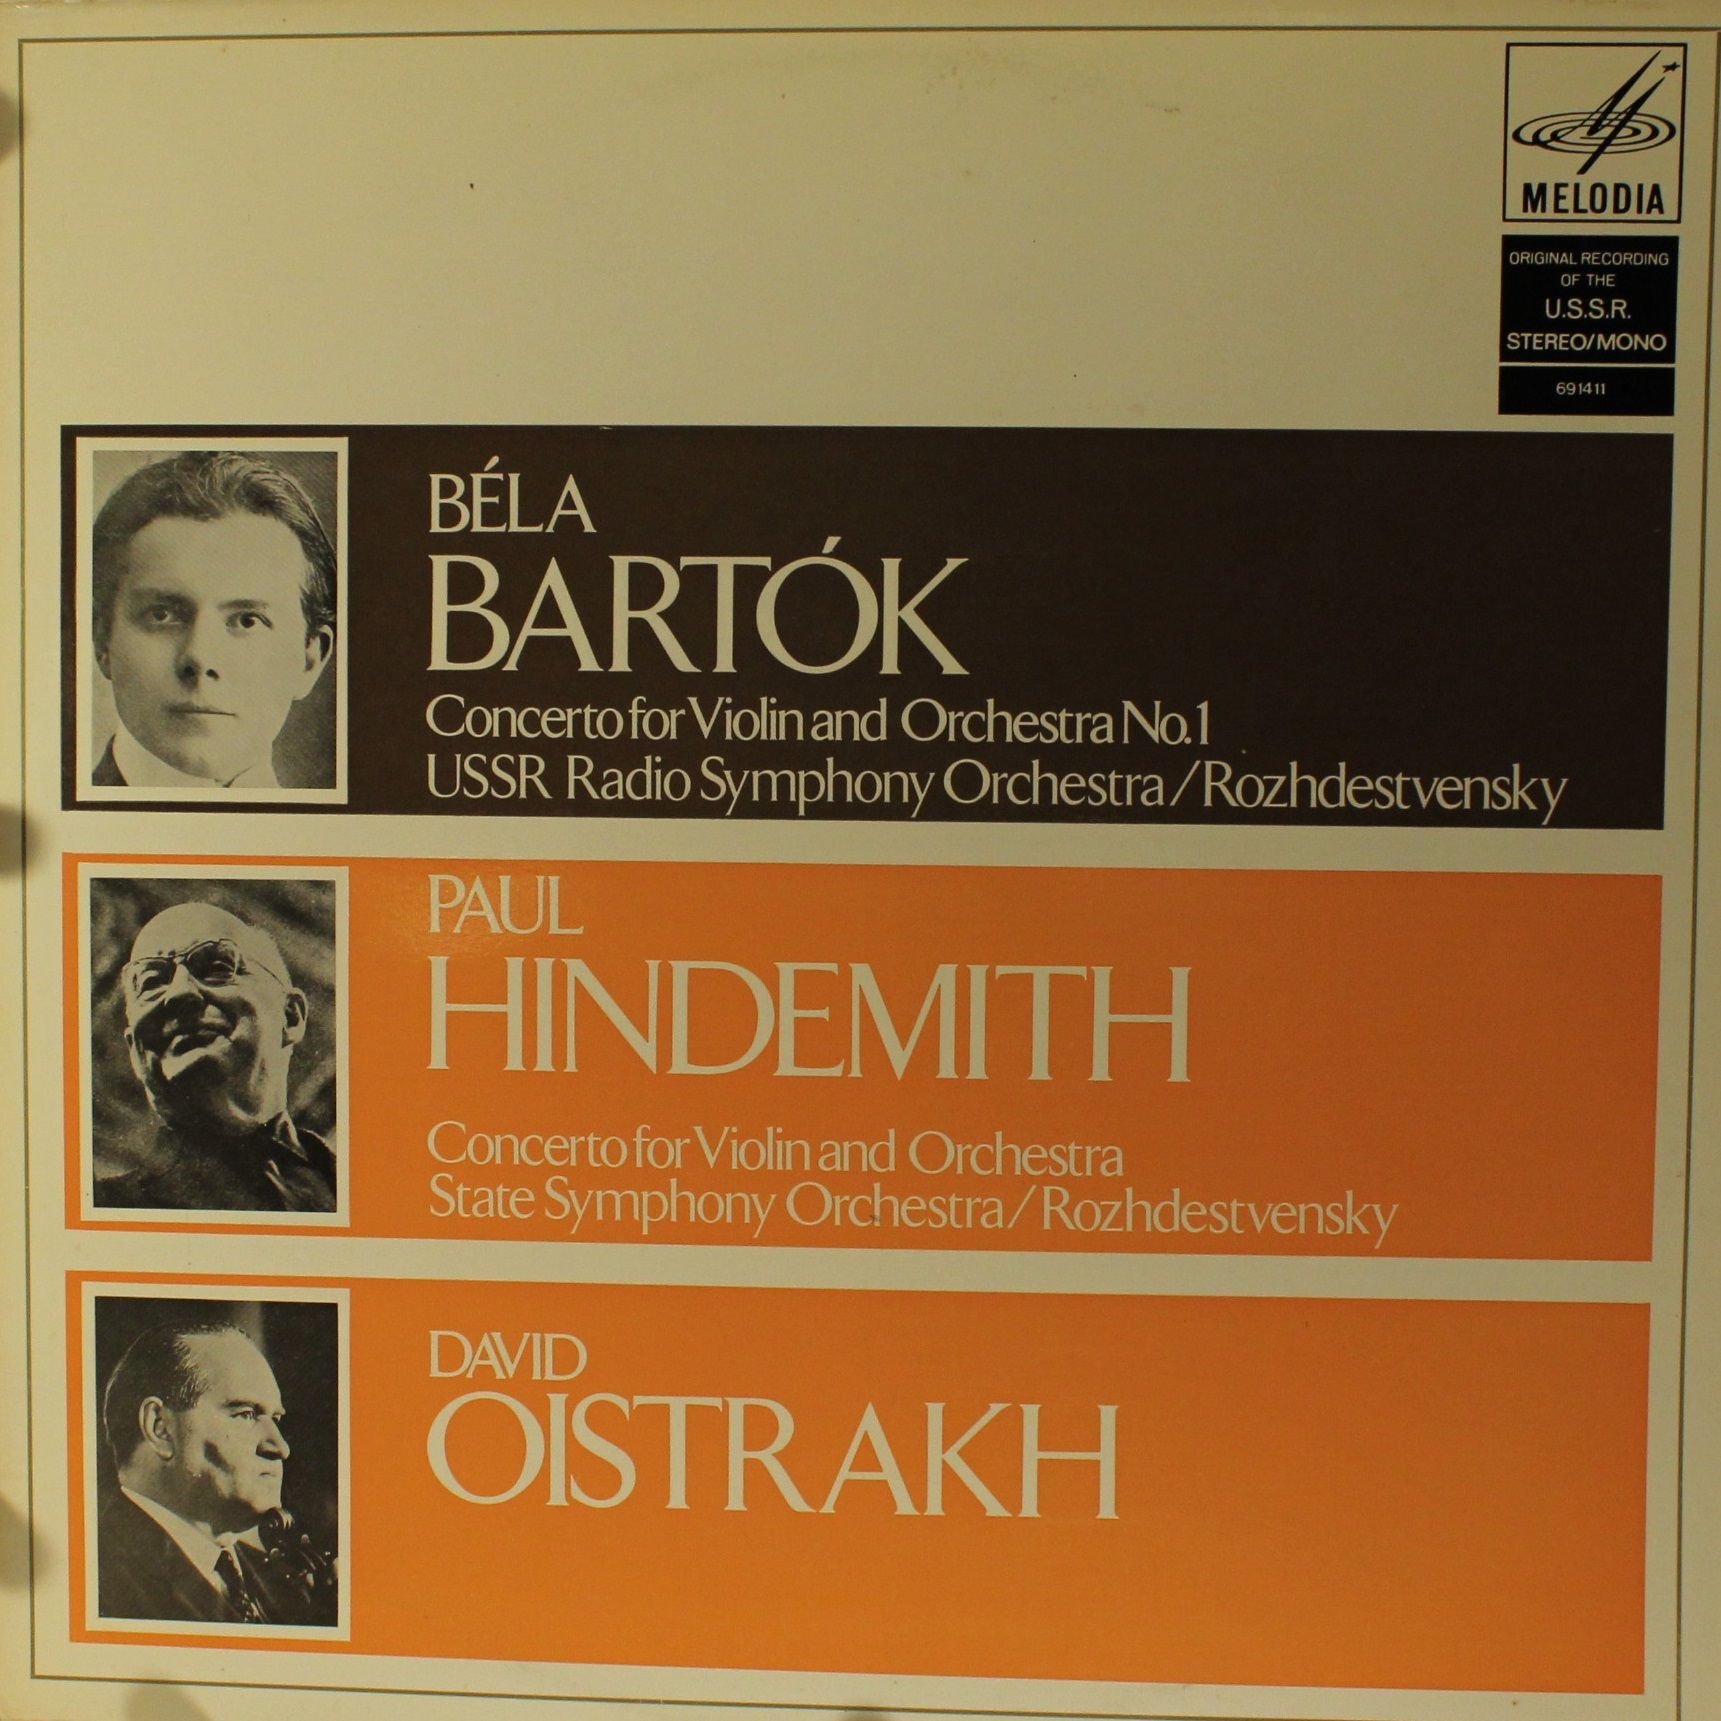 MELODIA
ORIGINAL RECORDING
OF THE
U.S.S.R.
STEREO/MONO
691411
BÉLA
BARTÓK
Concerto for Violin and Orchestra No.1
USSR Radio Symphony Orchestra/Rozhdestvensky
PAUL
HINDEMITH
Concerto for Violin and Orchestra
State Symphony Orchestra/Rozhdestvensky
DAVID
OISTRAKH